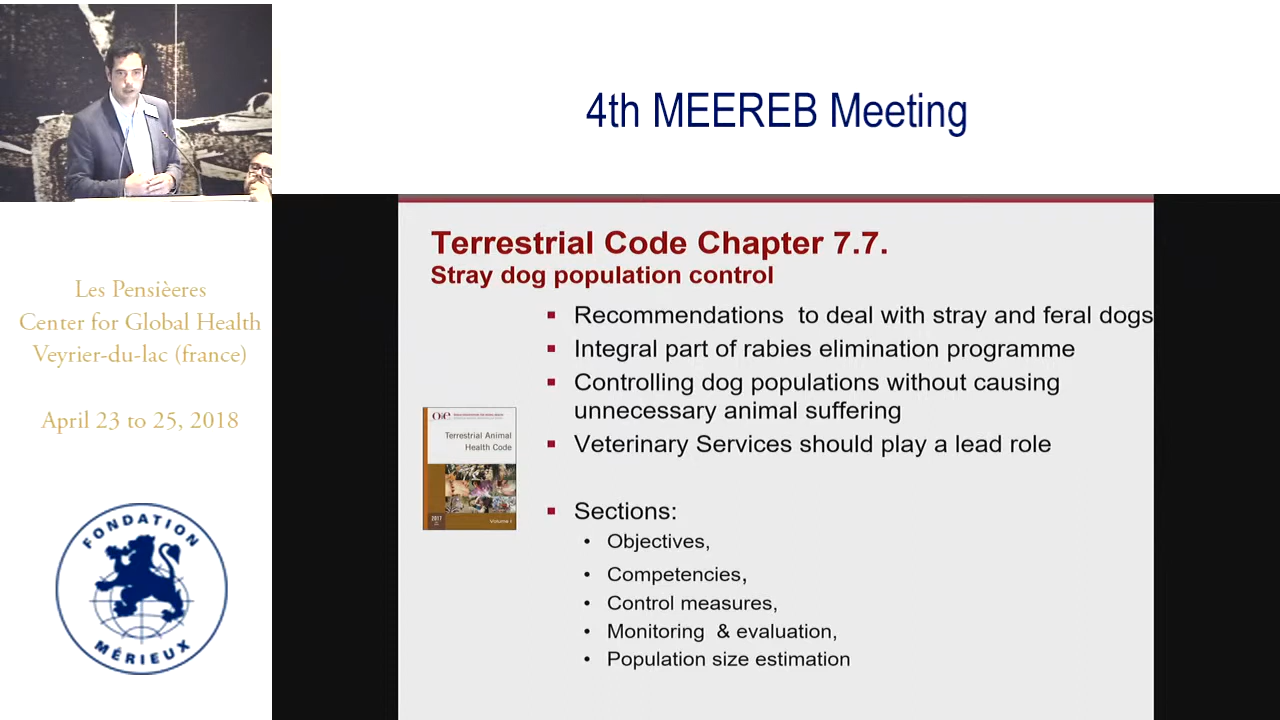 4th MEEREB Meeting
Les Pensièeres
Center for Global Health
Veyrier-du-lac (france)
April 23 to 25, 2018
FONDATION
MÉRIEUX
Terrestrial Code Chapter 7.7.
Stray dog population control
▪ Recommendations to deal with stray and feral dogs
▪ Integral part of rabies elimination programme
▪ Controlling dog populations without causing
unnecessary animal suffering
▪ Veterinary Services should play a lead role
Oie
Terrestrial Animal
Health Code
2017
Volume I
▪ Sections:
• Objectives,
• Competencies,
• Control measures,
• Monitoring & evaluation,
• Population size estimation